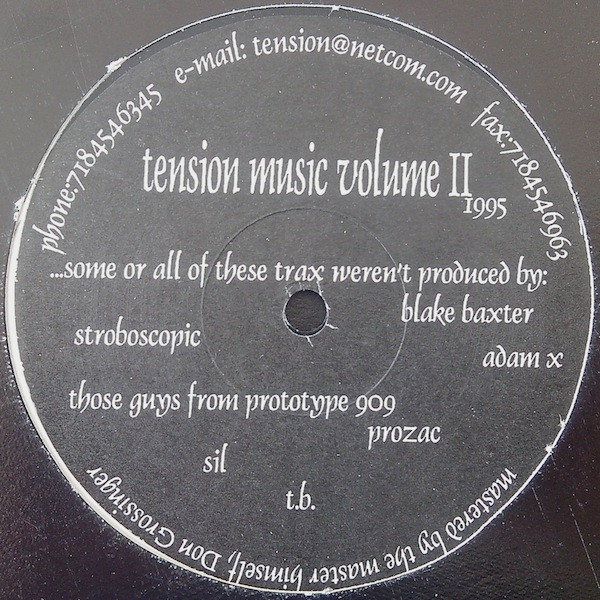 phone:7184546345
e-mail: tension@netcom.com
fax:7184546963
tension music volume II
1995
...some or all of these trax weren't produced by:
blake baxter
stroboscopic
adam x
those guys from prototype 909
prozac
sil
t.b.
mastered by the master himself, Don Grossinger